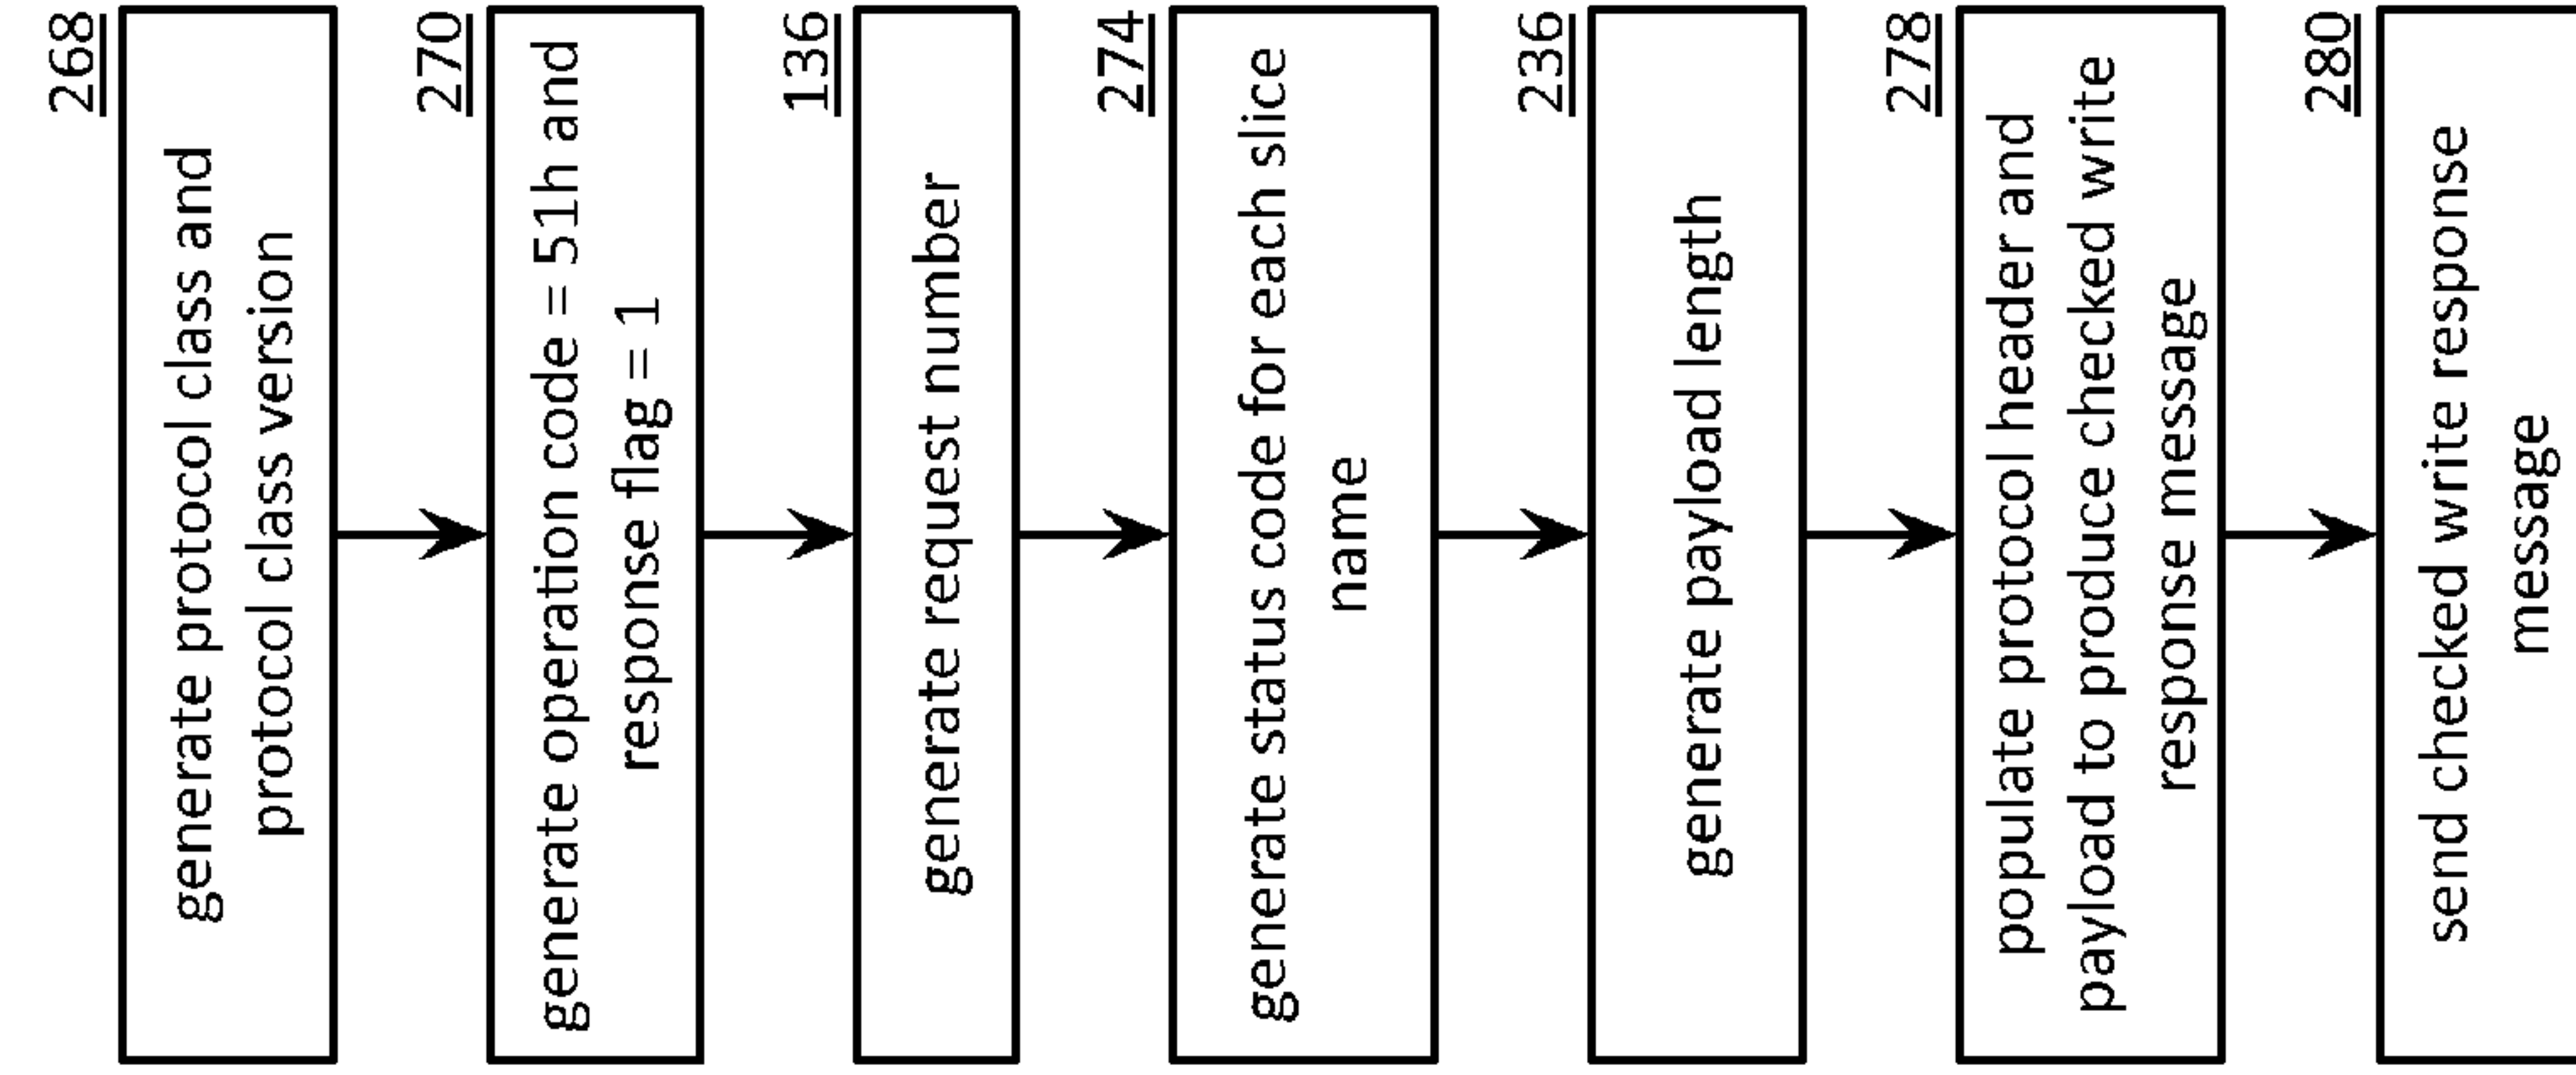 268
generate protocol class and
protocol class version
270
generate operation code = 51h and
response flag = 1
136
generate request number
274
generate status code for each slice
name
236
generate payload length
278
populate protocol header and
payload to produce checked write
response message
280
send checked write response
message